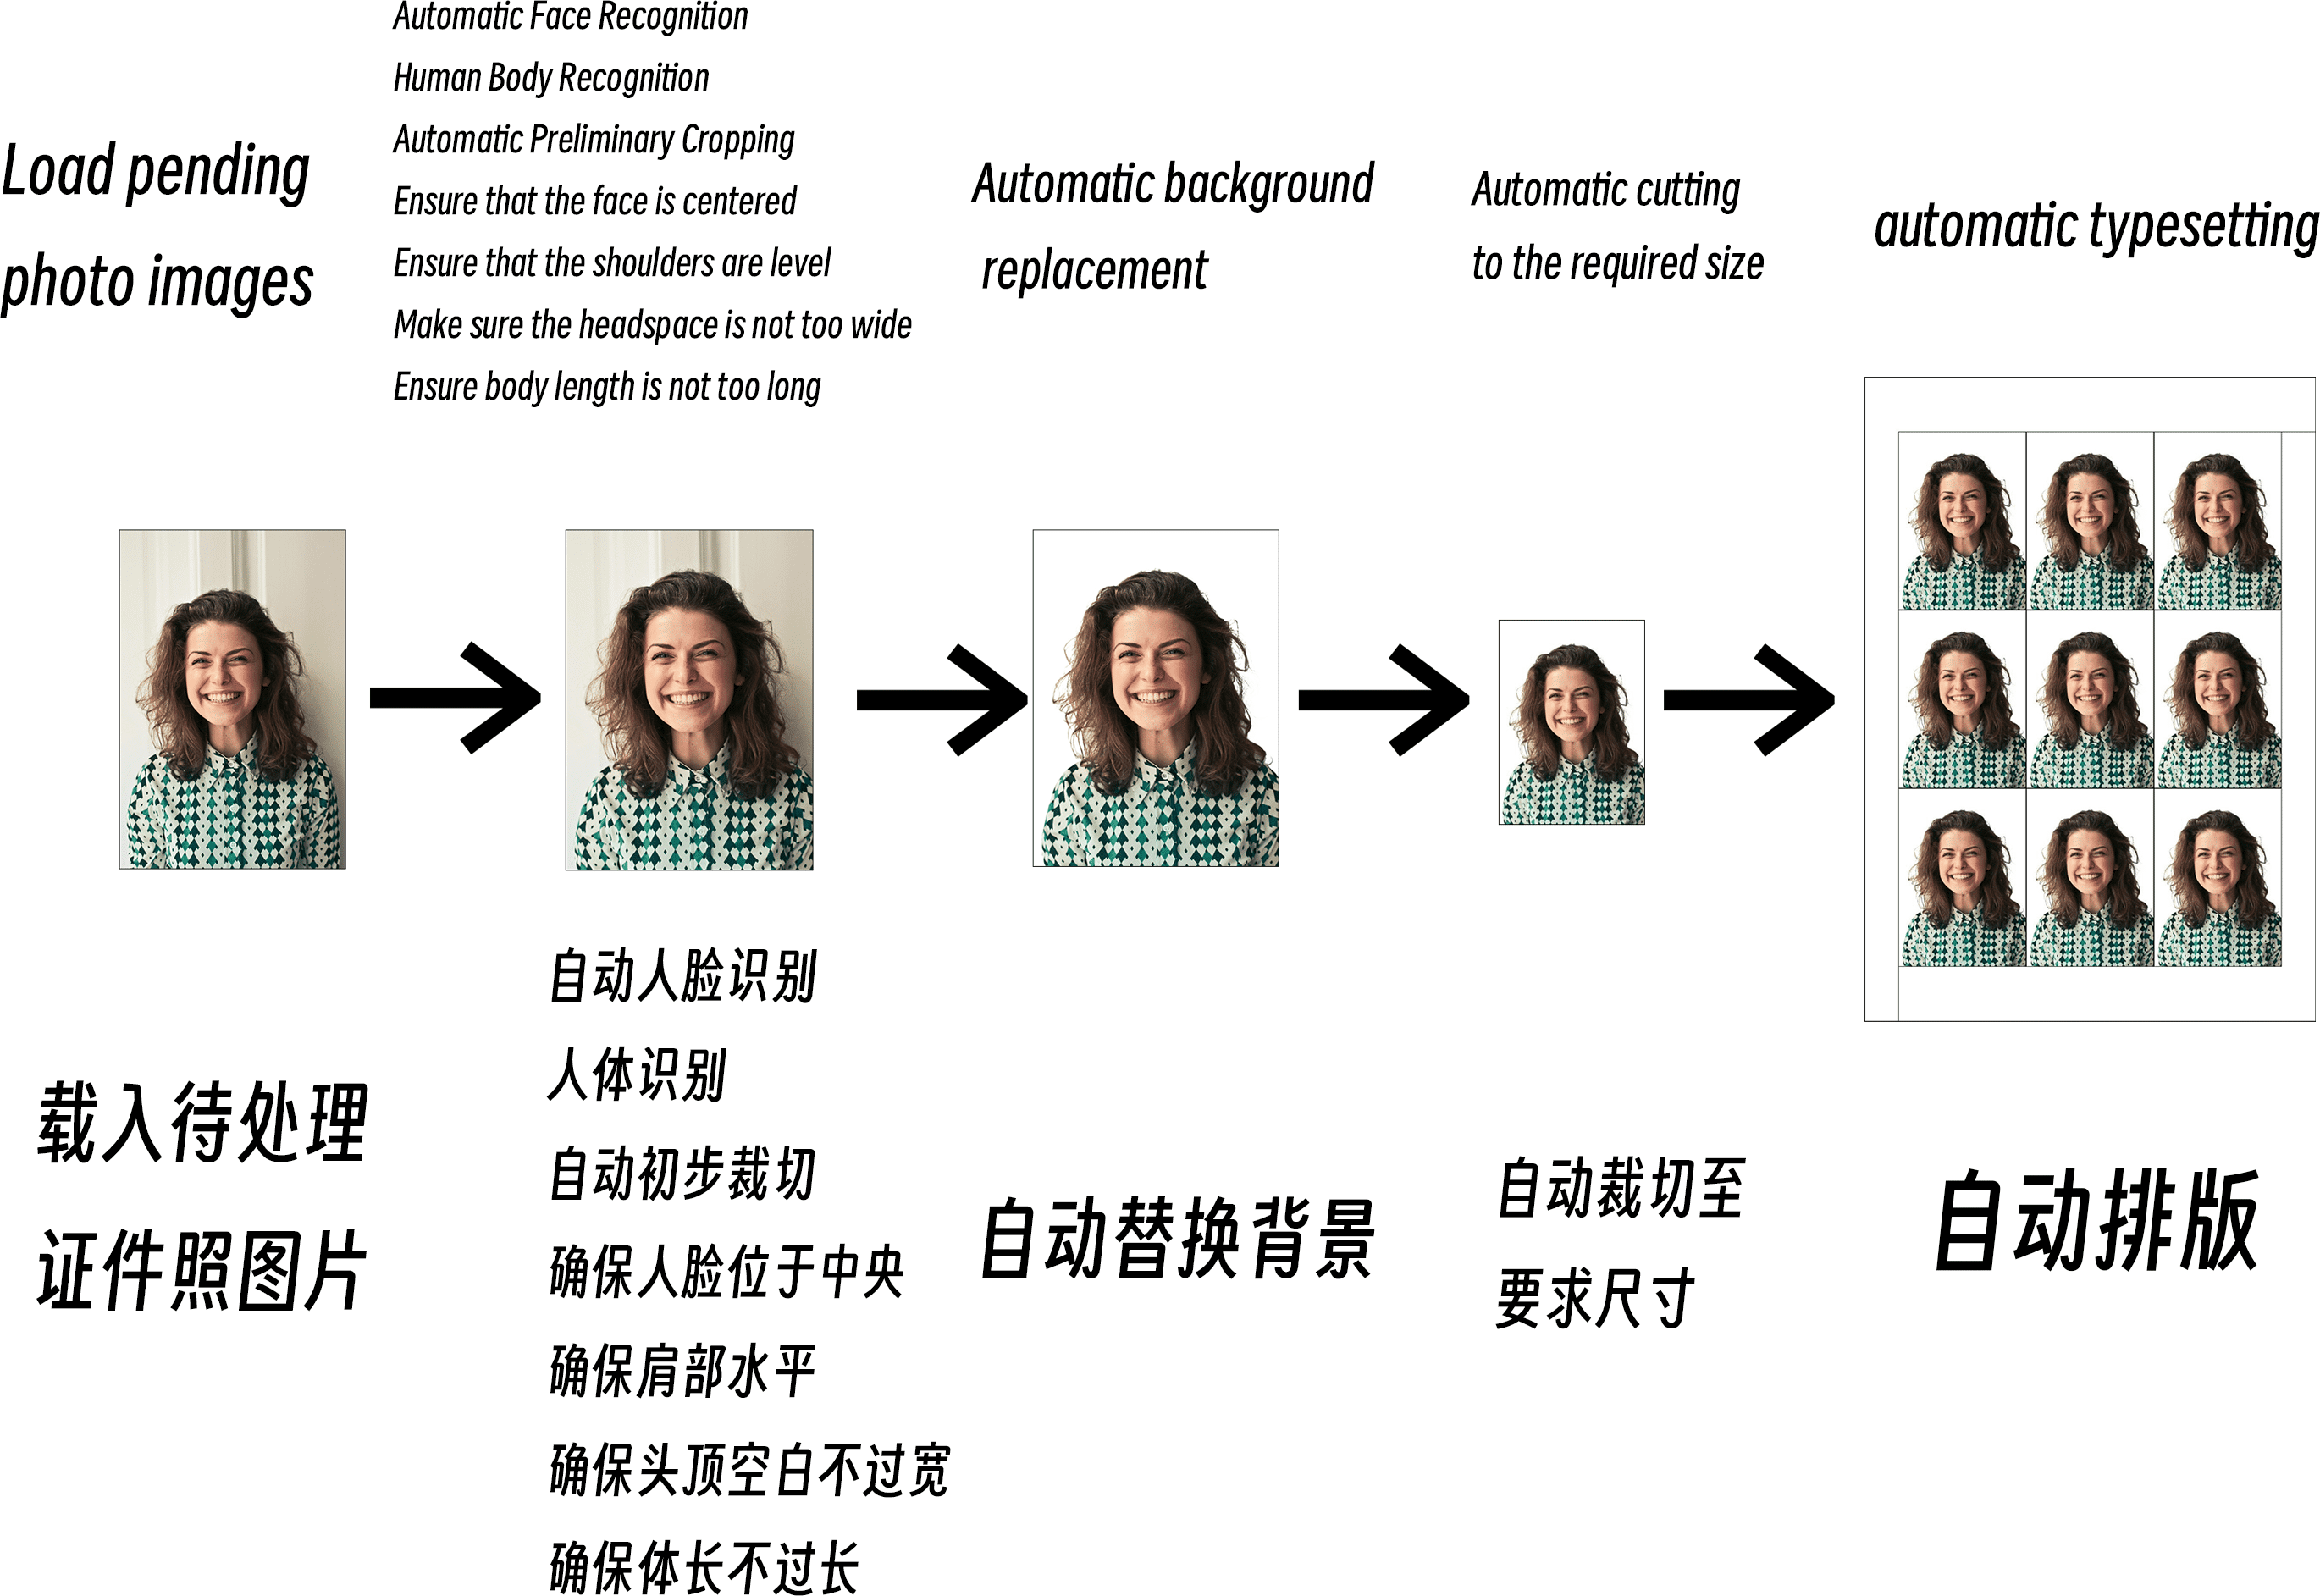 Load pending
photo images
Automatic Face Recognition
Human Body Recognition
Automatic Preliminary Cropping
Ensure that the face is centered
Ensure that the shoulders are level
Make sure the headspace is not too wide
Ensure body length is not too long
Automatic background
replacement
Automatic cutting
to the required size
automatic typesetting
载入待处理
证件照图片
自动人脸识别
人体识别
自动初步裁切
确保人脸位于中央
确保肩部水平
确保头顶空白不过宽
确保体长不过长
自动替换背景
自动裁切至
要求尺寸
自动排版